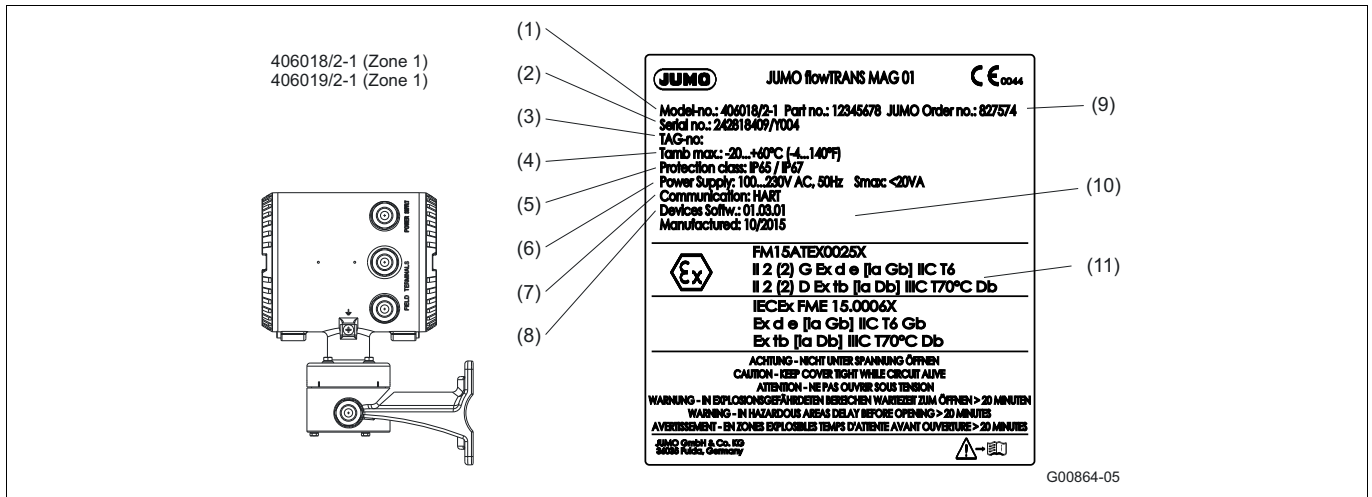 406018/2-1 (Zone 1)
406019/2-1 (Zone 1)
POWER INPUT
FIELD TERMINALS
(1)
(2)
(3)
(4)
(5)
(6)
(7)
(8)
JUMO JUMO flowTRANS MAG 01 CE 0044
Model-no.: 406018/2-1 Part no.: 12345678 JUMO Order no.: 827574
Serial no.: 242818409/Y004
TAG-no:
Tamb max.: -20...+60°C (-4...140°F)
Protection class: IP65 / IP67
Power Supply: 100...230V AC, 50Hz Smax: <20VA
Communication: HART
Devices Softw.: 01.03.01
Manufactured: 10/2015
Ex
FM15ATEX0025X
II 2 (2) G Ex d e [ia Gb] IIC T6
II 2 (2) D Ex tb [ia Db] IIIC T70°C Db
IECEx FME 15.0006X
Ex d e [ia Gb] IIC T6 Gb
Ex tb [ia Db] IIIC T70°C Db
ACHTUNG - NICHT UNTER SPANNUNG ÖFFNEN
CAUTION - KEEP COVER TIGHT WHILE CIRCUIT ALIVE
ATTENTION - NE PAS OUVRIR SOUS TENSION
WARNUNG - IN EXPLOSIONSGEFÄHRDETEN BEREICHEN WARTEZEIT ZUM ÖFFNEN > 20 MINUTEN
WARNING - IN HAZARDOUS AREAS DELAY BEFORE OPENING > 20 MINUTES
AVERTISSEMENT - EN ZONES EXPLOSIBLES TEMPS D'ATTENTE AVANT OUVERTURE > 20 MINUTES
JUMO GmbH & Co. KG
36035 Fulda, Germany
(9)
(10)
(11)
G00864-05